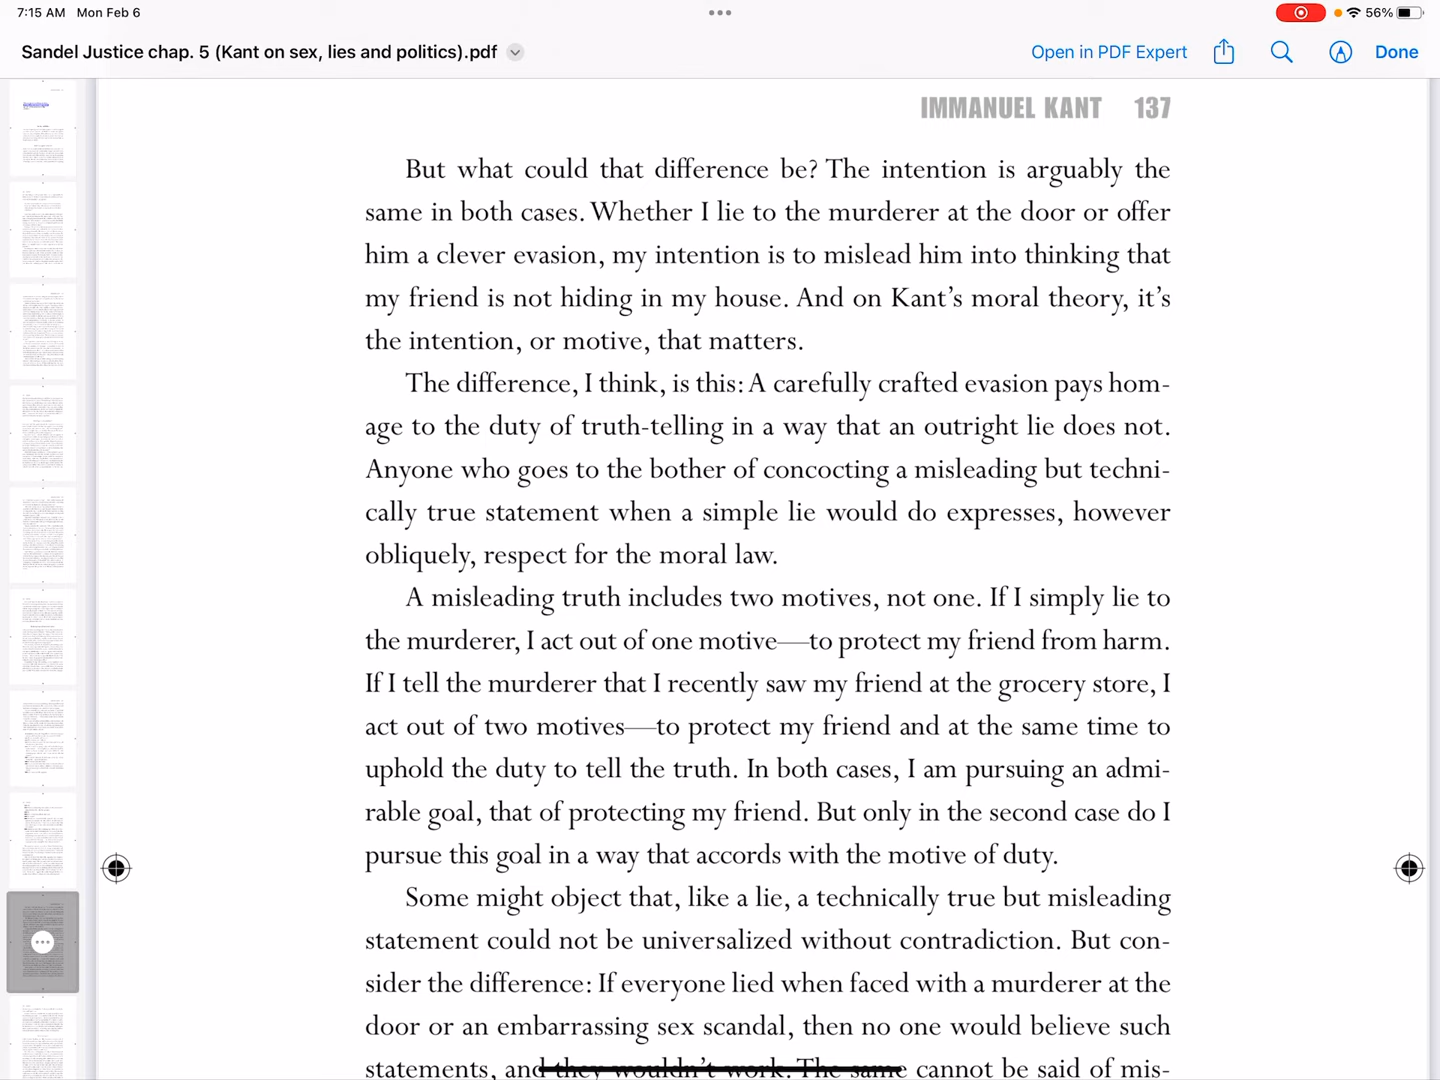 7:15 AM Mon Feb 6
56%
Sandel Justice chap. 5 (Kant on sex, lies and politics).pdf
Open in PDF Expert
Done
IMMANUEL KANT 137
But what could that difference be? The intention is arguably the
same in both cases. Whether I lie to the murderer at the door or offer
him a clever evasion, my intention is to mislead him into thinking that
my friend is not hiding in my house. And on Kant’s moral theory, it’s
the intention, or motive, that matters.
The difference, I think, is this: A carefully crafted evasion pays hom-
age to the duty of truth-telling in a way that an outright lie does not.
Anyone who goes to the bother of concocting a misleading but techni-
cally true statement when a simple lie would do expresses, however
obliquely, respect for the moral law.
A misleading truth includes two motives, not one. If I simply lie to
the murderer, I act out of one motive—to protect my friend from harm.
If I tell the murderer that I recently saw my friend at the grocery store, I
act out of two motives—to protect my friend and at the same time to
uphold the duty to tell the truth. In both cases, I am pursuing an admi-
rable goal, that of protecting my friend. But only in the second case do I
pursue this goal in a way that accords with the motive of duty.
Some might object that, like a lie, a technically true but misleading
statement could not be universalized without contradiction. But con-
sider the difference: If everyone lied when faced with a murderer at the
door or an embarrassing sex scandal, then no one would believe such
statements, and they wouldn’t work. The same cannot be said of mis-